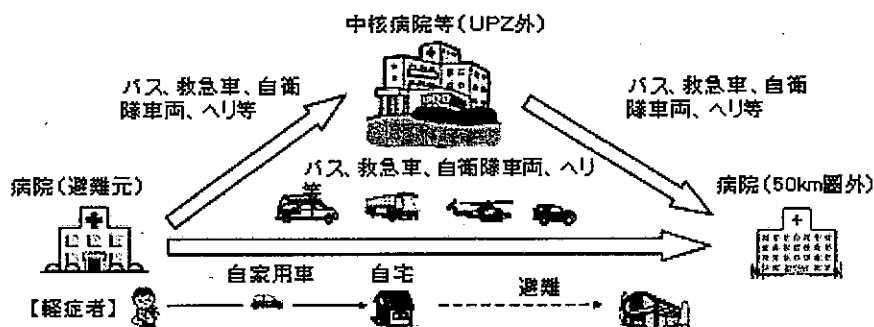 中核病院等(UPZ外)
バス、救急車、自衛
隊車両、ヘリ等
バス、救急車、自衛
隊車両、ヘリ等
バス、救急車、自衛隊車両、ヘリ
等
病院(避難元)
病院(50km圏外)
自家用車
自宅
避難
【軽症者】